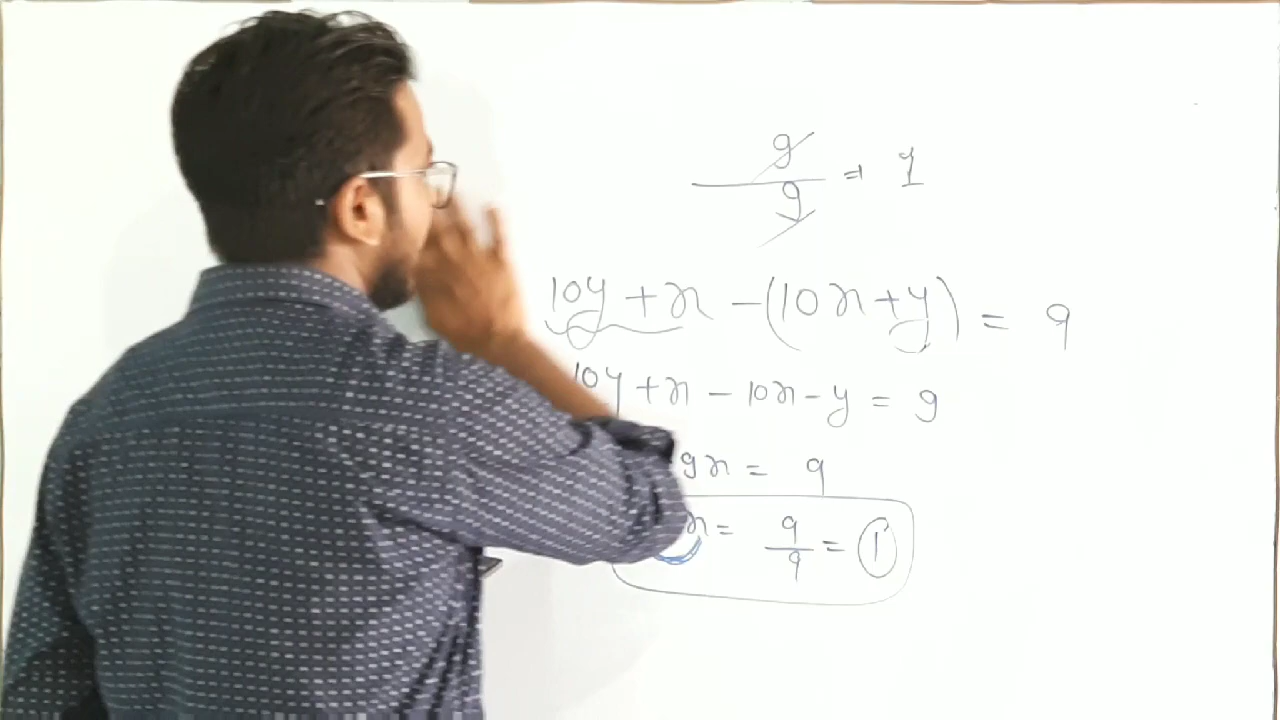 9/9 = 1
10y + x - (10x + y) = 9
10y + x - 10x - y = 9
9x = 9
x = 9/9 = 1